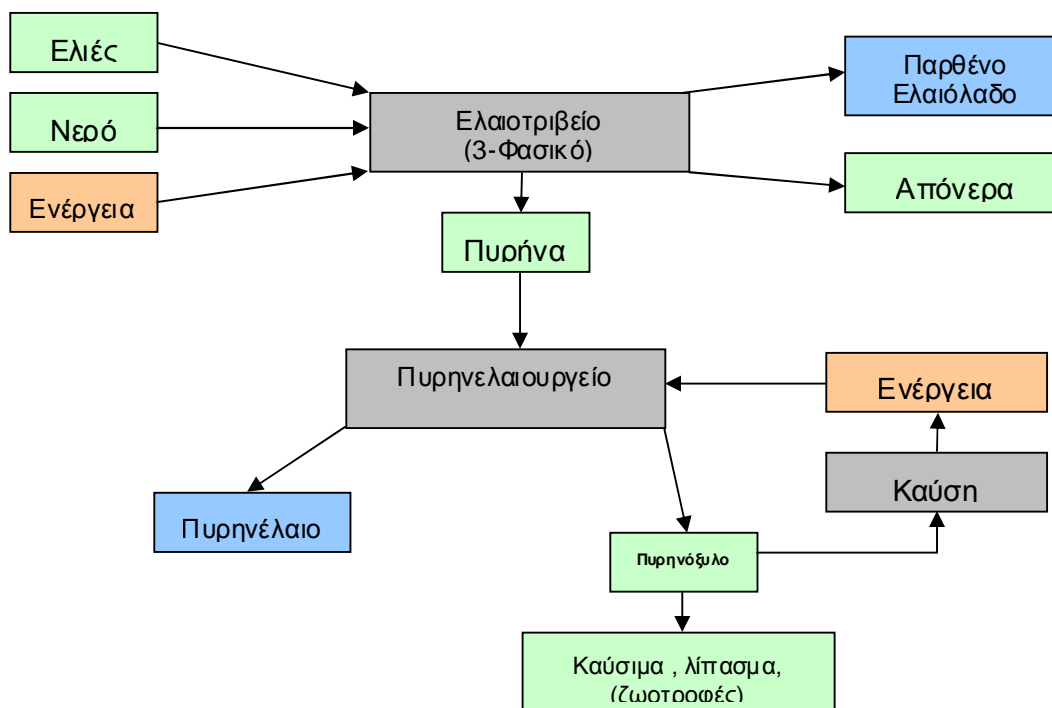 Ελιές
Παρθένο
Ελαιόλαδο
Νερό
Ελαιοτριβείο
(3-Φασικό)
Ενέργεια
Απόνερα
Πυρήνα
Πυρηνελαιουργείο
Ενέργεια
Καύση
Πυρηνέλαιο
Πυρηνόξυλο
Καύσιμα , λίπασμα,
(ζωοτροφές)